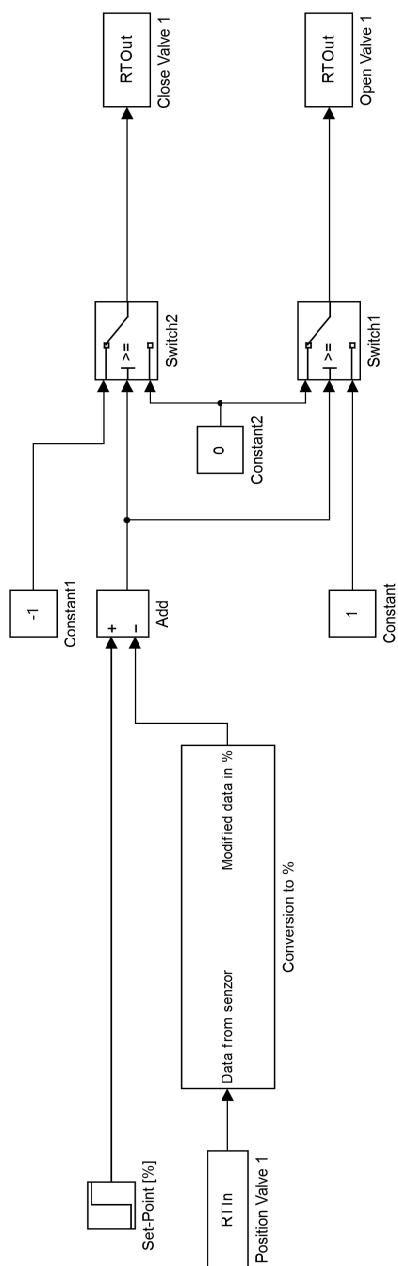 Set-Point [%]
-1
Constant1
+
−
Add
>=
Switch2
RTOut
Close Valve 1
RTIn
Position Valve 1
Data from senzor
Modified data in %
Conversion to %
0
Constant2
1
Constant
>=
Switch1
RTOut
Open Valve 1